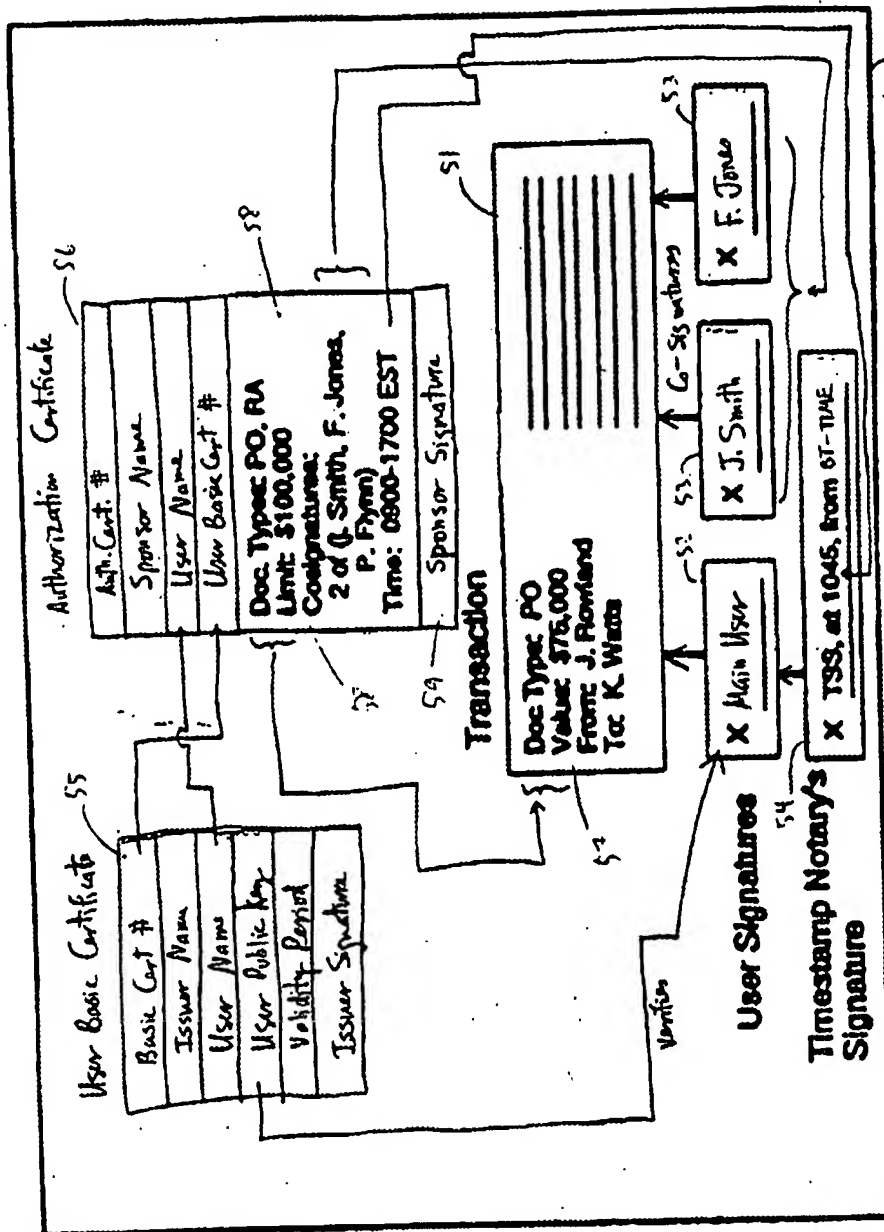 User Basic Certificate
55
Basic Cert #
Issuer Name
User Name
User Public Key
Validity Period
Issuer Signature
Authorization Certificate
56
Auth. Cert. #
Sponsor Name
User Name
User Basic Cert #
Doc. Types: PO, RA
Limit: $100,000
Cosignatures:
2 of (J. Smith, F. Jones,
P. Flynn)
Time: 0900-1700 EST
58
59
Sponsor Signature
Transaction
51
Doc Type: PO
Value: $75,000
From: J. Rowland
To: K. Watts
Verifies
52
53
53
Co-Signatures
X Main User
X J. Smith
X F. Jones
User Signatures
54
X TSS, at 1045, from BT-TIME
Timestamp Notary's
Signature